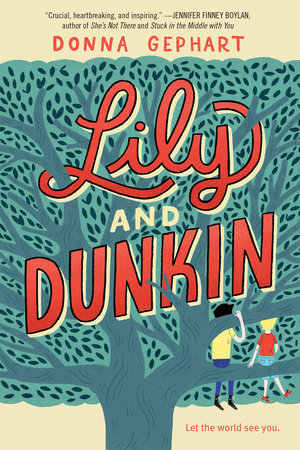 "Crucial, heartbreaking, and inspiring." —JENNIFER FINNEY BOYLAN,
author of She's Not There and Stuck in the Middle with You
DONNA GEPHART
Lily
AND
DUNKIN
Let the world see you.